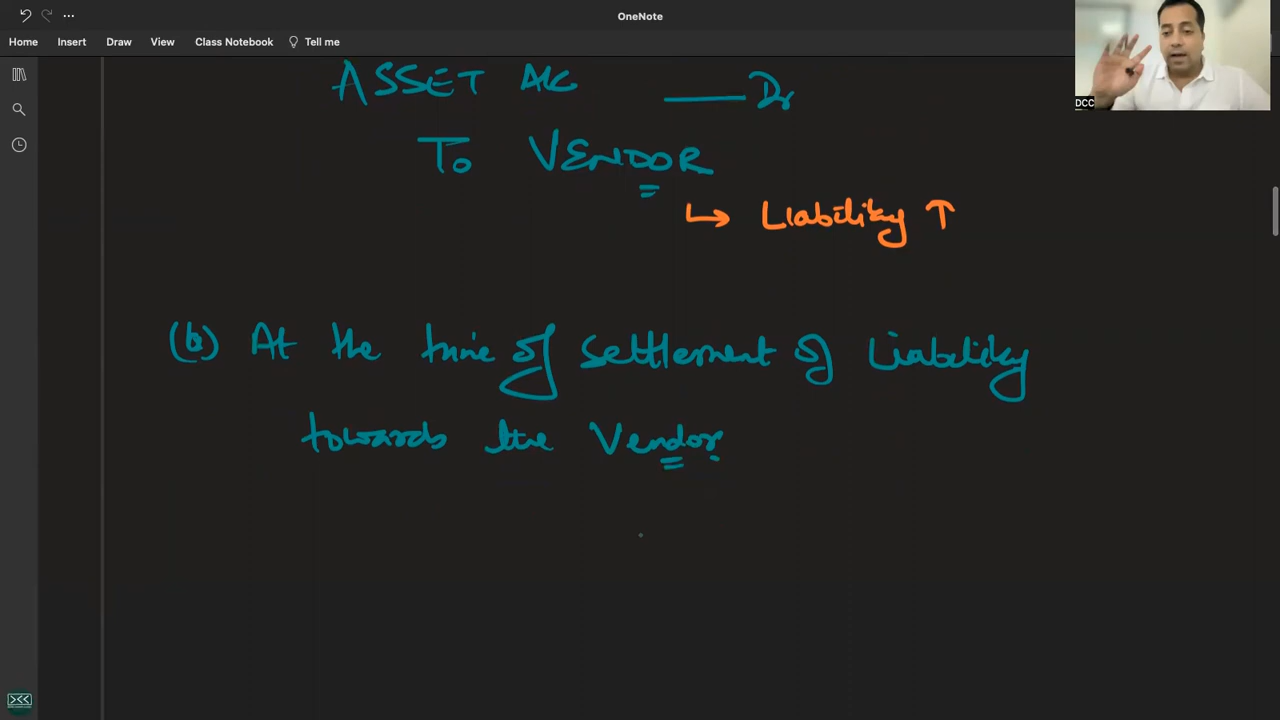 OneNote
Home Insert Draw View Class Notebook Tell me
DCC
ASSET A/C —— Dr
To VENDOR
↳ Liability ↑
(b) At the time of Settlement of Liability
towards the Vendor